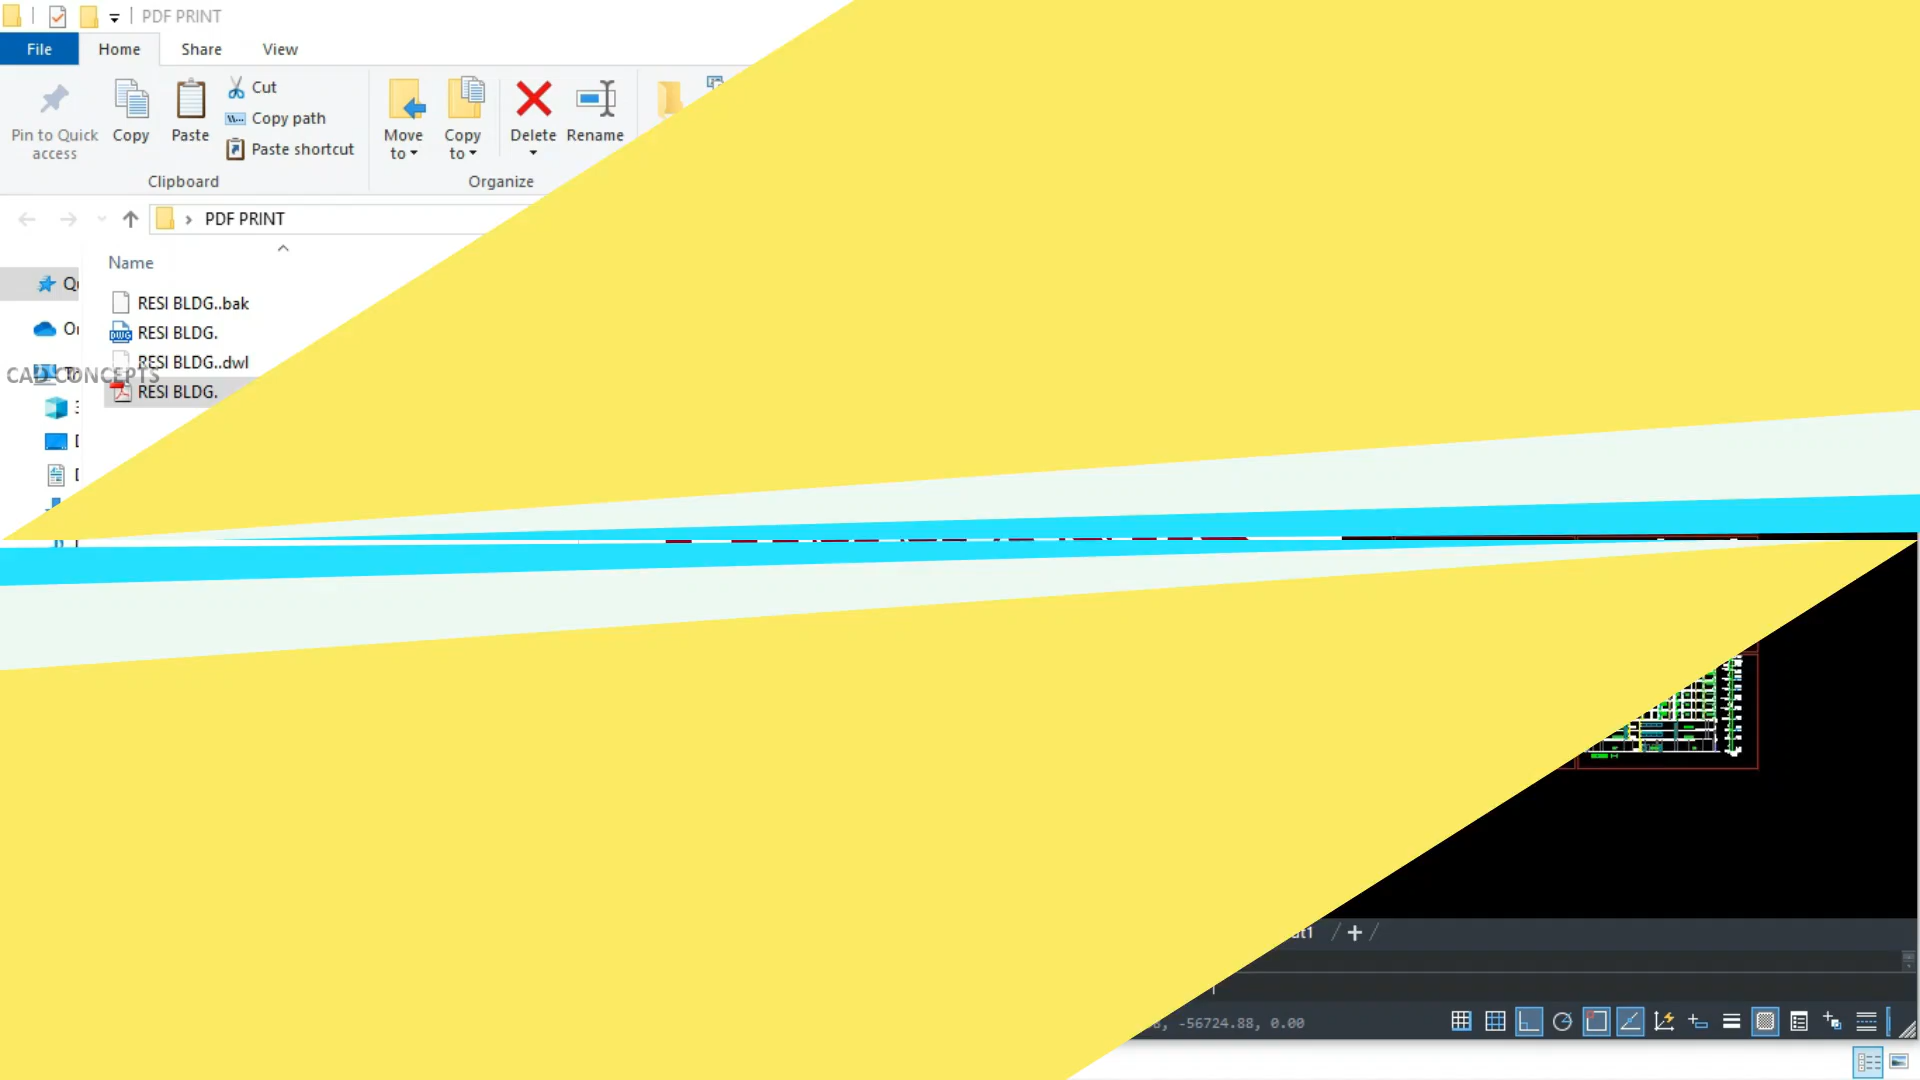 PDF PRINT
File Home Share View
Pin to Quick access
Copy
Paste
Cut
Copy path
Paste shortcut
Move to
Copy to
Delete
Rename
Clipboard
Organize
PDF PRINT
Name
RESI BLDG..bak
RESI BLDG.
RESI BLDG..dwl
CAD CONCEPTS
RESI BLDG.
-56724.88, 0.00